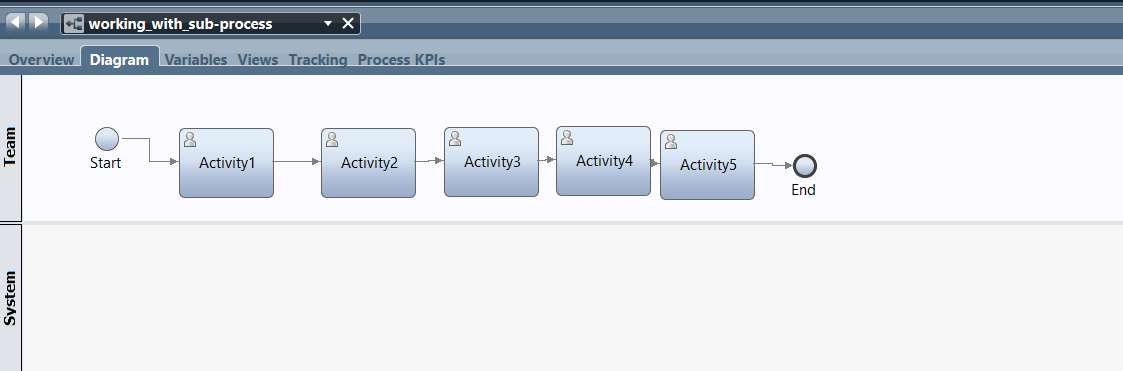 working_with_sub-process
Overview Diagram Variables Views Tracking Process KPIs
Team
Start
Activity1
Activity2
Activity3
Activity4
Activity5
End
System